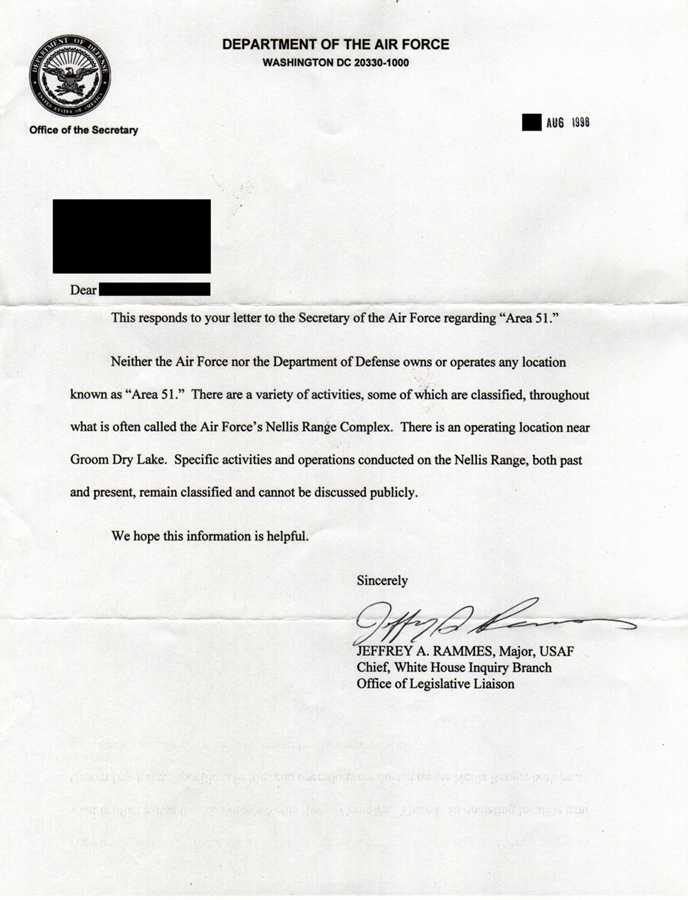 DEPARTMENT OF DEFENSE
UNITED STATES OF AMERICA
DEPARTMENT OF THE AIR FORCE
WASHINGTON DC 20330-1000
Office of the Secretary
AUG 1998
Dear
This responds to your letter to the Secretary of the Air Force regarding “Area 51.”
Neither the Air Force nor the Department of Defense owns or operates any location
known as “Area 51.” There are a variety of activities, some of which are classified, throughout
what is often called the Air Force’s Nellis Range Complex. There is an operating location near
Groom Dry Lake. Specific activities and operations conducted on the Nellis Range, both past
and present, remain classified and cannot be discussed publicly.
We hope this information is helpful.
Sincerely
Jeffrey A Rammes
JEFFREY A. RAMMES, Major, USAF
Chief, White House Inquiry Branch
Office of Legislative Liaison